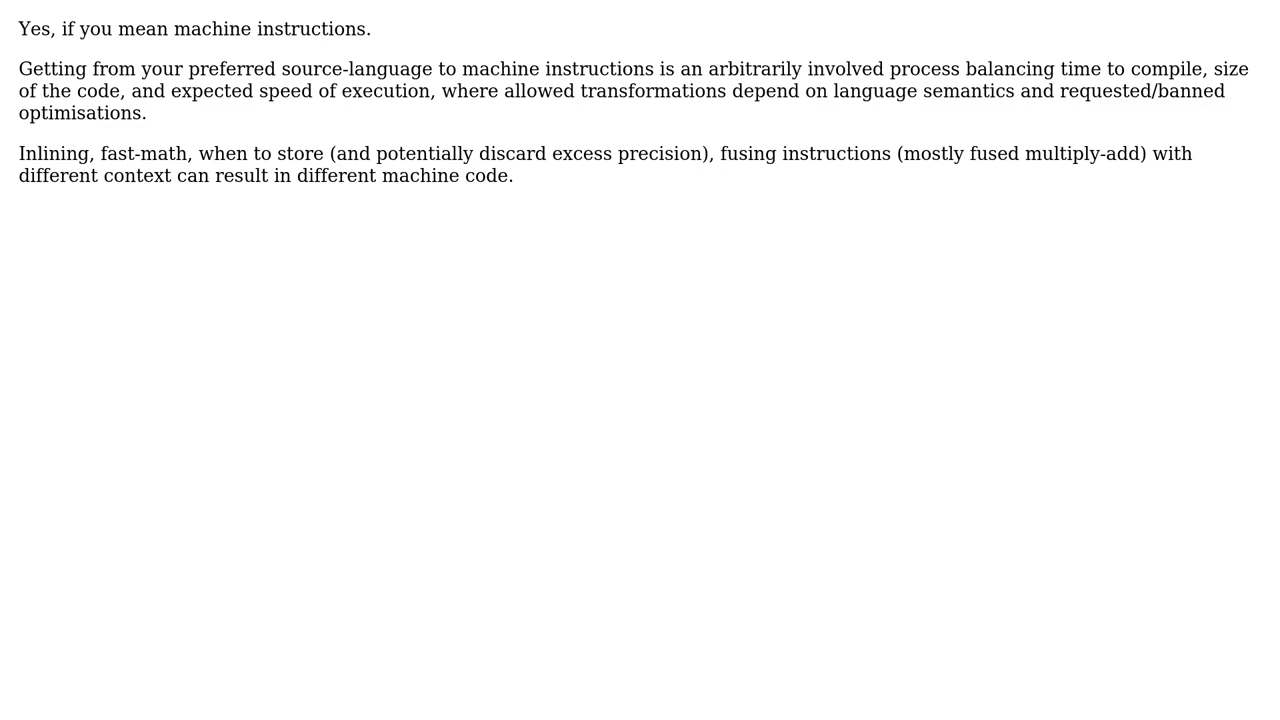 Yes, if you mean machine instructions.
Getting from your preferred source-language to machine instructions is an arbitrarily involved process balancing time to compile, size
of the code, and expected speed of execution, where allowed transformations depend on language semantics and requested/banned
optimisations.
Inlining, fast-math, when to store (and potentially discard excess precision), fusing instructions (mostly fused multiply-add) with
different context can result in different machine code.